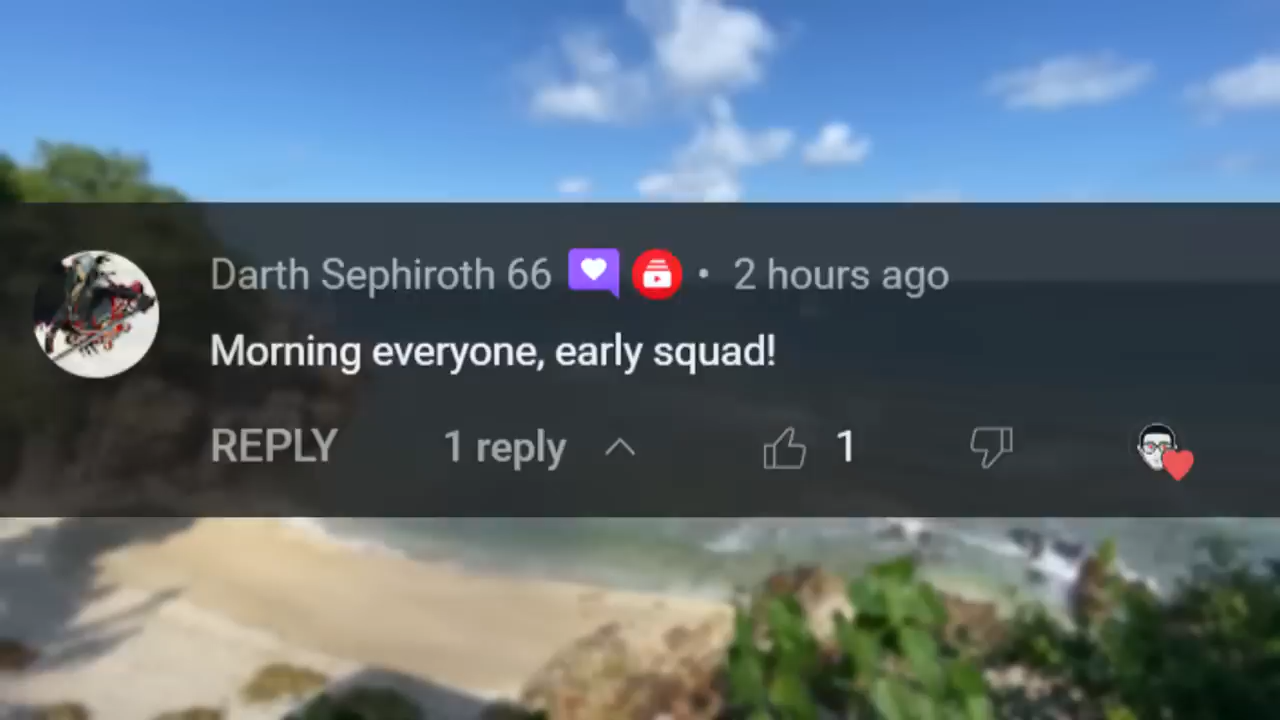 Darth Sephiroth 66 • 2 hours ago
Morning everyone, early squad!
REPLY 1 reply 1